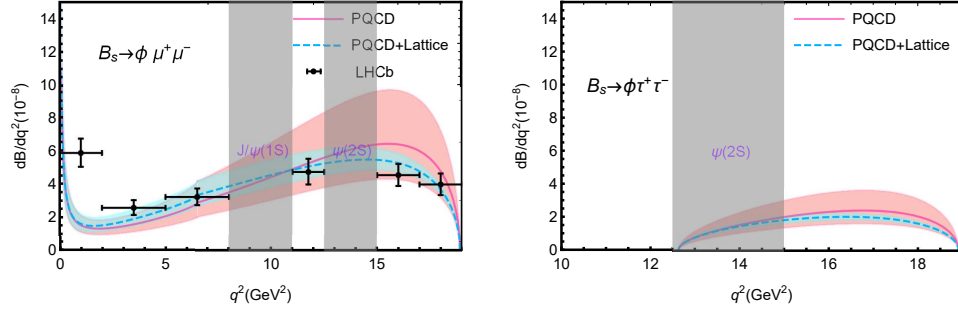 PQCD
PQCD+Lattice
LHCb
B_s→ϕ μ⁺μ⁻
J/ψ(1S)
ψ(2S)
dB/dq²(10⁻⁸)
14
12
10
8
6
4
2
0
0
5
10
15
q²(GeV²)
PQCD
PQCD+Lattice
B_s→ϕτ⁺τ⁻
ψ(2S)
dB/dq²(10⁻⁸)
14
12
10
8
6
4
2
0
10
12
14
16
18
q²(GeV²)